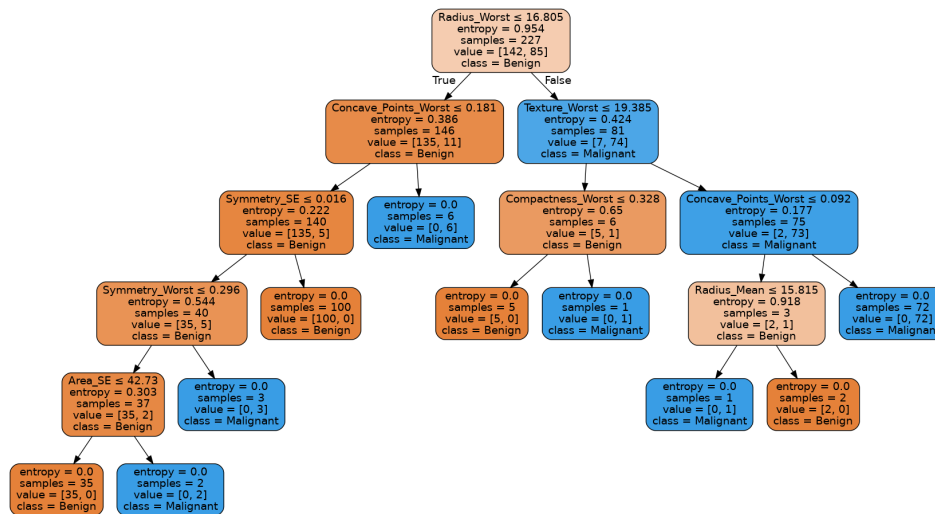 Radius_Worst ≤ 16.805
entropy = 0.954
samples = 227
value = [142, 85]
class = Benign
True
False
Concave_Points_Worst ≤ 0.181
entropy = 0.386
samples = 146
value = [135, 11]
class = Benign
Texture_Worst ≤ 19.385
entropy = 0.424
samples = 81
value = [7, 74]
class = Malignant
Symmetry_SE ≤ 0.016
entropy = 0.222
samples = 140
value = [135, 5]
class = Benign
entropy = 0.0
samples = 6
value = [0, 6]
class = Malignant
Compactness_Worst ≤ 0.328
entropy = 0.65
samples = 6
value = [5, 1]
class = Benign
Concave_Points_Worst ≤ 0.092
entropy = 0.177
samples = 75
value = [2, 73]
class = Malignant
Symmetry_Worst ≤ 0.296
entropy = 0.544
samples = 40
value = [35, 5]
class = Benign
entropy = 0.0
samples = 100
value = [100, 0]
class = Benign
entropy = 0.0
samples = 5
value = [5, 0]
class = Benign
entropy = 0.0
samples = 1
value = [0, 1]
class = Malignant
Radius_Mean ≤ 15.815
entropy = 0.918
samples = 3
value = [2, 1]
class = Benign
entropy = 0.0
samples = 72
value = [0, 72]
class = Malignant
Area_SE ≤ 42.73
entropy = 0.303
samples = 37
value = [35, 2]
class = Benign
entropy = 0.0
samples = 3
value = [0, 3]
class = Malignant
entropy = 0.0
samples = 1
value = [0, 1]
class = Malignant
entropy = 0.0
samples = 2
value = [2, 0]
class = Benign
entropy = 0.0
samples = 35
value = [35, 0]
class = Benign
entropy = 0.0
samples = 2
value = [0, 2]
class = Malignant